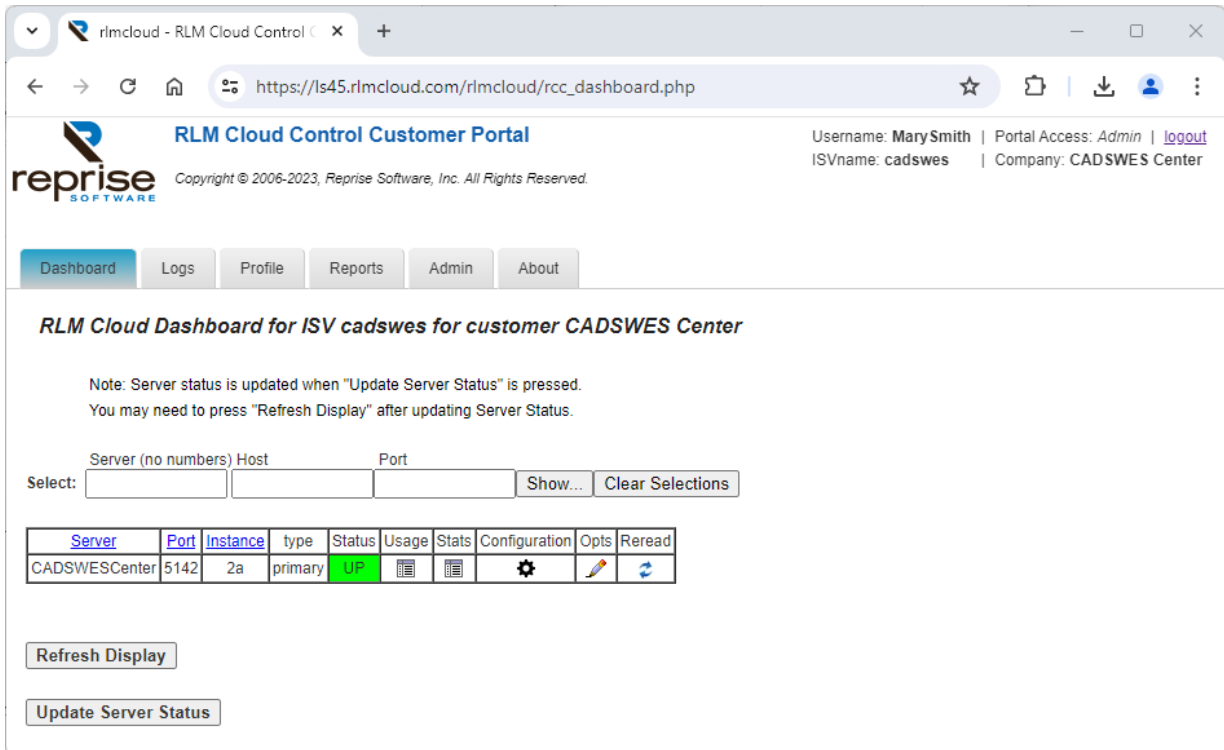 rlmcloud - RLM Cloud Control C
https://ls45.rlmcloud.com/rlmcloud/rcc_dashboard.php
reprise
SOFTWARE
RLM Cloud Control Customer Portal
Copyright © 2006-2023, Reprise Software, Inc. All Rights Reserved.
Username: MarySmith | Portal Access: Admin | logout
ISVname: cadswes | Company: CADSWES Center
Dashboard Logs Profile Reports Admin About
RLM Cloud Dashboard for ISV cadswes for customer CADSWES Center
Note: Server status is updated when "Update Server Status" is pressed.
You may need to press "Refresh Display" after updating Server Status.
Server (no numbers) Host Port
Select: Show... Clear Selections
Server Port Instance type Status Usage Stats Configuration Opts Reread
CADSWESCenter 5142 2a primary UP
Refresh Display
Update Server Status